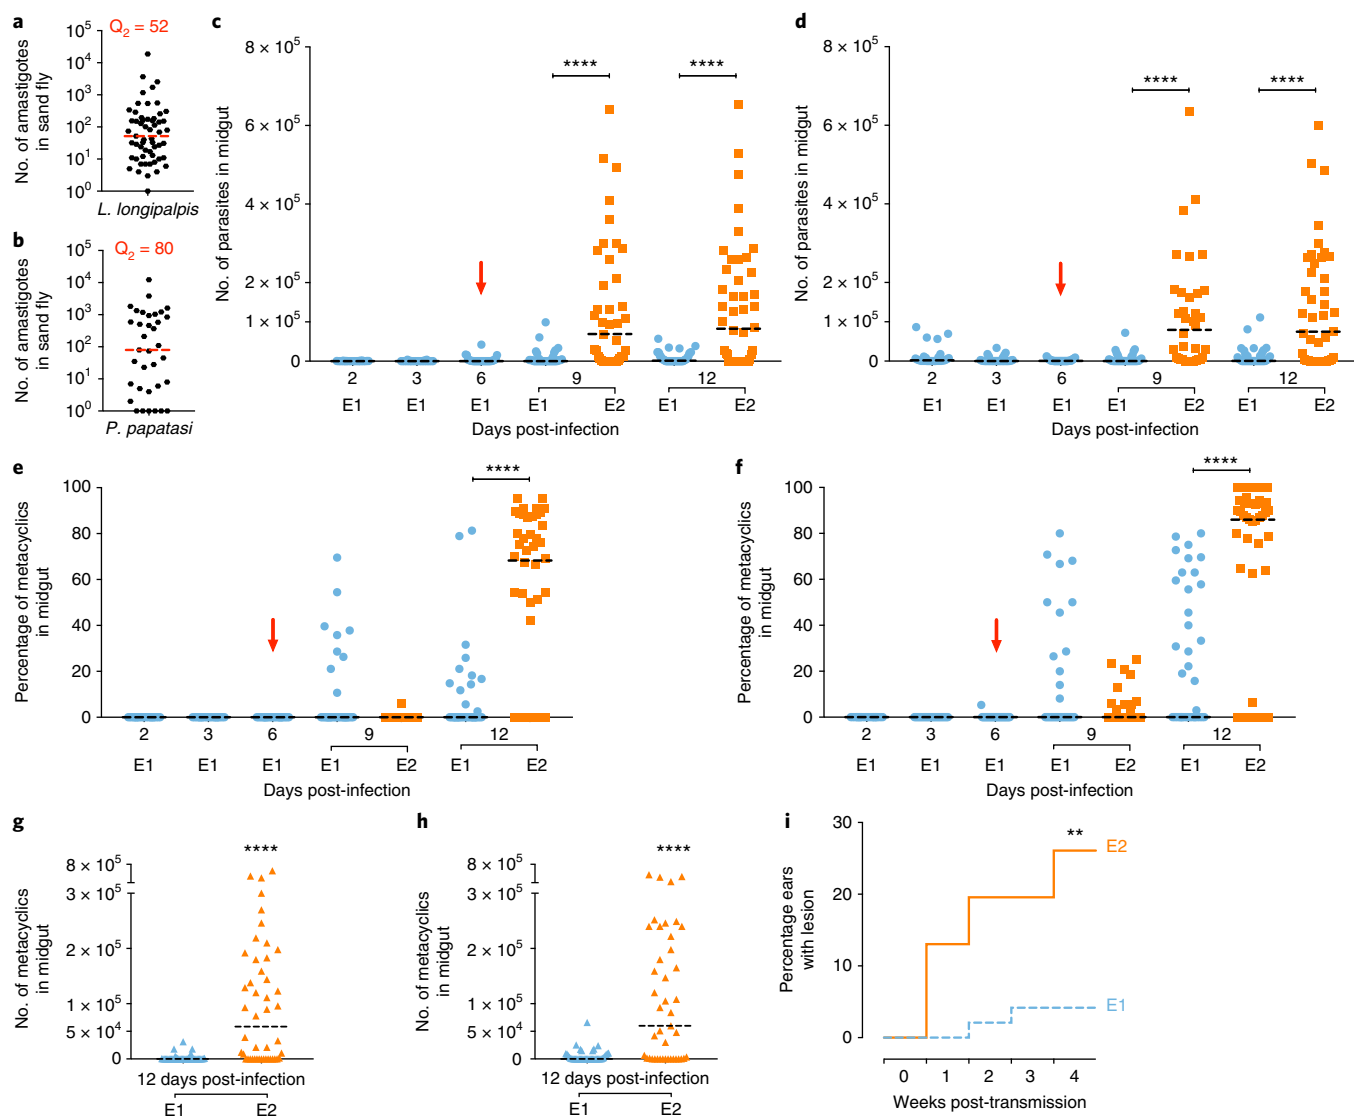 a
Q2 = 52
No. of amastigotes
in sand fly
10^5
10^4
10^3
10^2
10^1
10^0
L. longipalpis
b
Q2 = 80
No. of amastigotes
in sand fly
10^5
10^4
10^3
10^2
10^1
10^0
P. papatasi
c
No. of parasites in midgut
8 × 10^5
6 × 10^5
4 × 10^5
2 × 10^5
1 × 10^5
0
**** ****
2 3 6 9 12
E1 E1 E1 E1 E2 E1 E2
Days post-infection
d
No. of parasites in midgut
8 × 10^5
6 × 10^5
4 × 10^5
2 × 10^5
1 × 10^5
0
**** ****
2 3 6 9 12
E1 E1 E1 E1 E2 E1 E2
Days post-infection
e
Percentage of metacyclics
in midgut
100
80
60
40
20
0
****
2 3 6 9 12
E1 E1 E1 E1 E2 E1 E2
Days post-infection
f
Percentage of metacyclics
in midgut
100
80
60
40
20
0
****
2 3 6 9 12
E1 E1 E1 E1 E2 E1 E2
Days post-infection
g
No. of metacyclics
in midgut
8 × 10^5
3 × 10^5
2 × 10^5
1 × 10^5
5 × 10^4
0
****
12 days post-infection
E1 E2
h
No. of metacyclics
in midgut
8 × 10^5
3 × 10^5
2 × 10^5
1 × 10^5
5 × 10^4
0
****
12 days post-infection
E1 E2
i
Percentage ears
with lesion
30
20
10
0
**
E2
E1
0 1 2 3 4
Weeks post-transmission